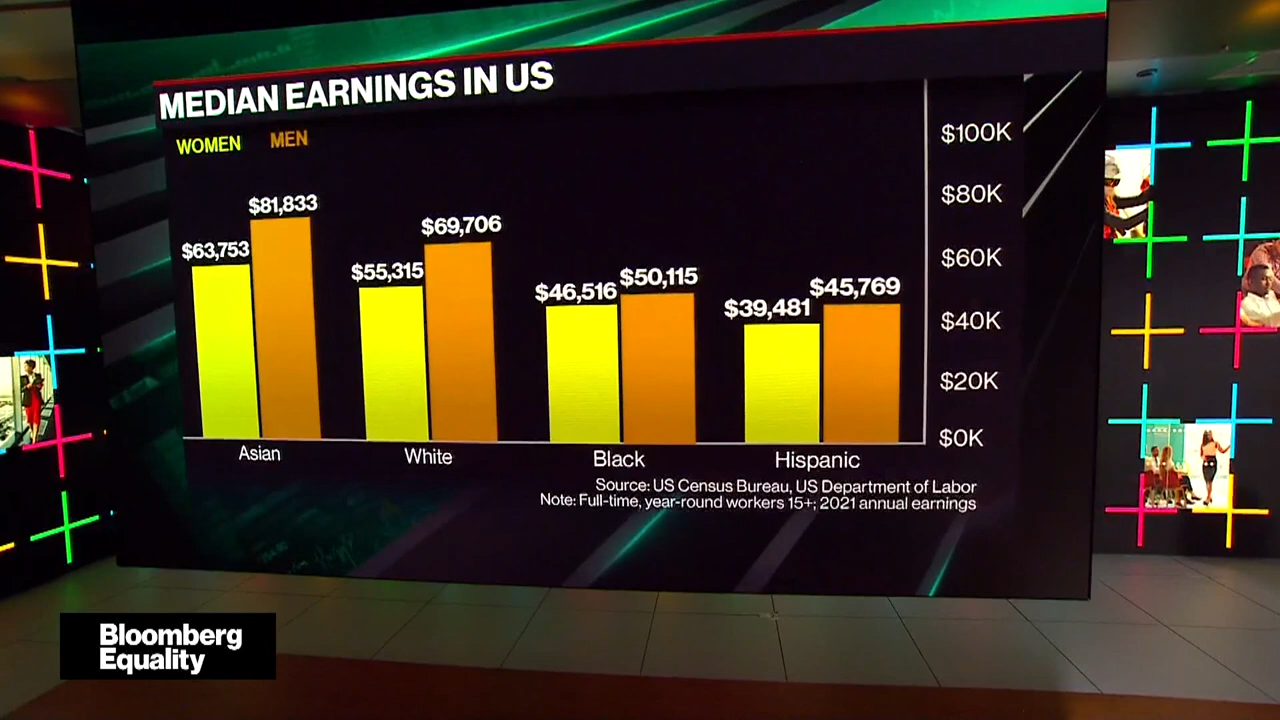 MEDIAN EARNINGS IN US
WOMEN MEN
$63,753 $81,833
$55,315 $69,706
$46,516 $50,115
$39,481 $45,769
$100K
$80K
$60K
$40K
$20K
$0K
Asian White Black Hispanic
Source: US Census Bureau, US Department of Labor
Note: Full-time, year-round workers 15+; 2021 annual earnings
Bloomberg
Equality